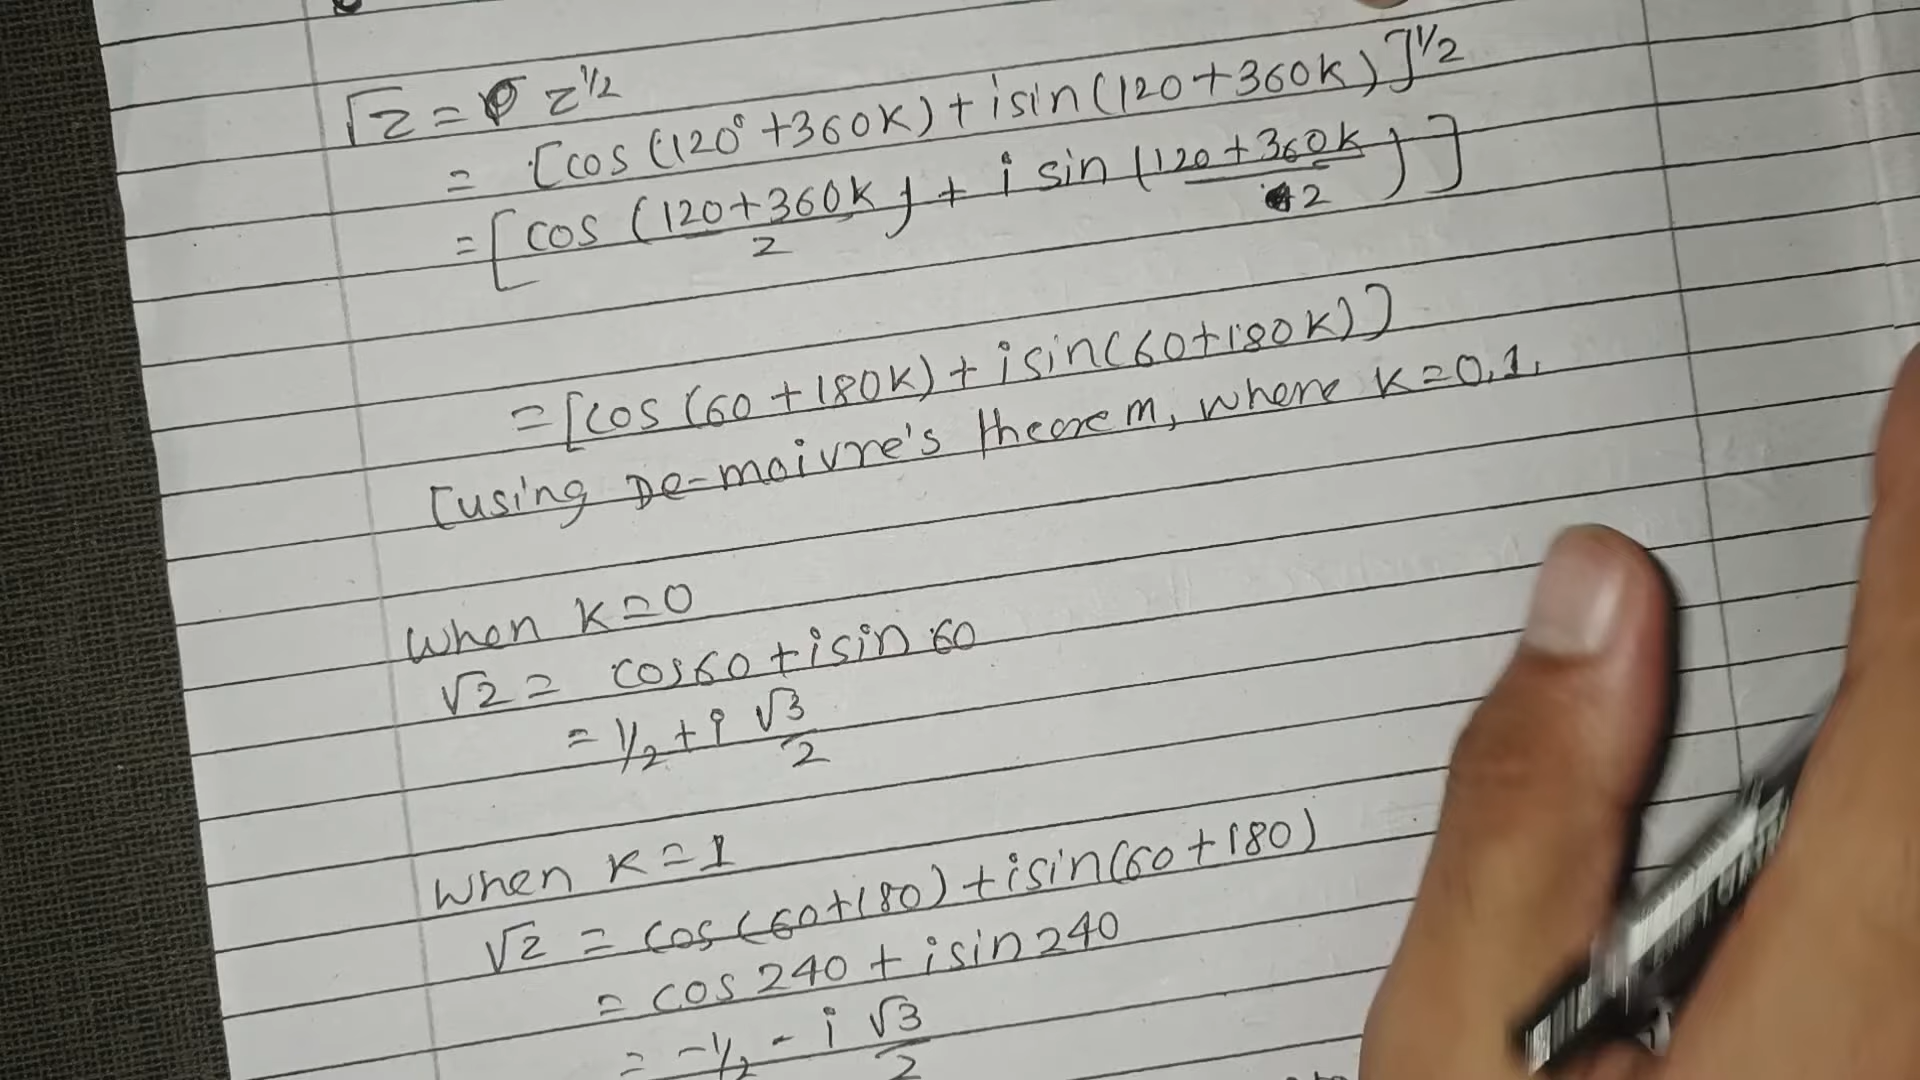 √z = z^1/2
= [cos (120° + 360K) + i sin (120 + 360K)]^1/2
= [cos (120 + 360K / 2) + i sin (120 + 360K / 2)]
= [cos (60 + 180K) + i sin (60 + 180K)]
[using De-moivre's theorem, where K = 0, 1.
When K = 0
√z = cos 60 + i sin 60
= 1/2 + i √3/2
When K = 1
√z = cos (60 + 180) + i sin (60 + 180)
= cos 240 + i sin 240
= -1/2 - i √3/2